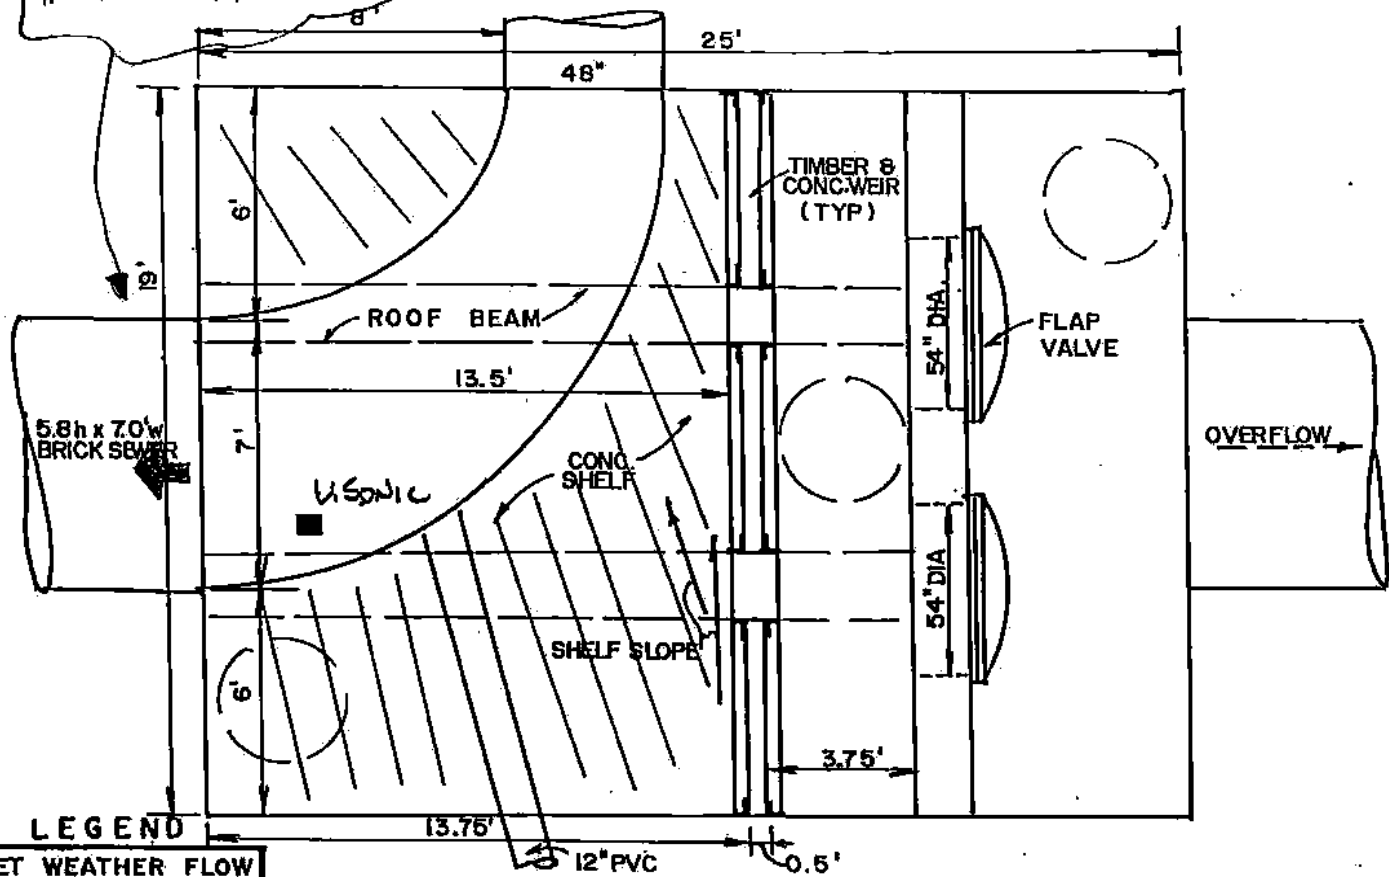 8'
25'
48"
TIMBER &
CONC.WEIR
(TYP)
6'
19'
ROOF BEAM
54" DIA.
FLAP
VALVE
13.5'
5.8h x 7.0'w
BRICK SEWER
7'
OVERFLOW
CONC.
SHELF
U.SONIC
54" DIA
SHELF SLOPE
6'
3.75'
LEGEND
13.75'
ET WEATHER FLOW
12" PVC
0.5'